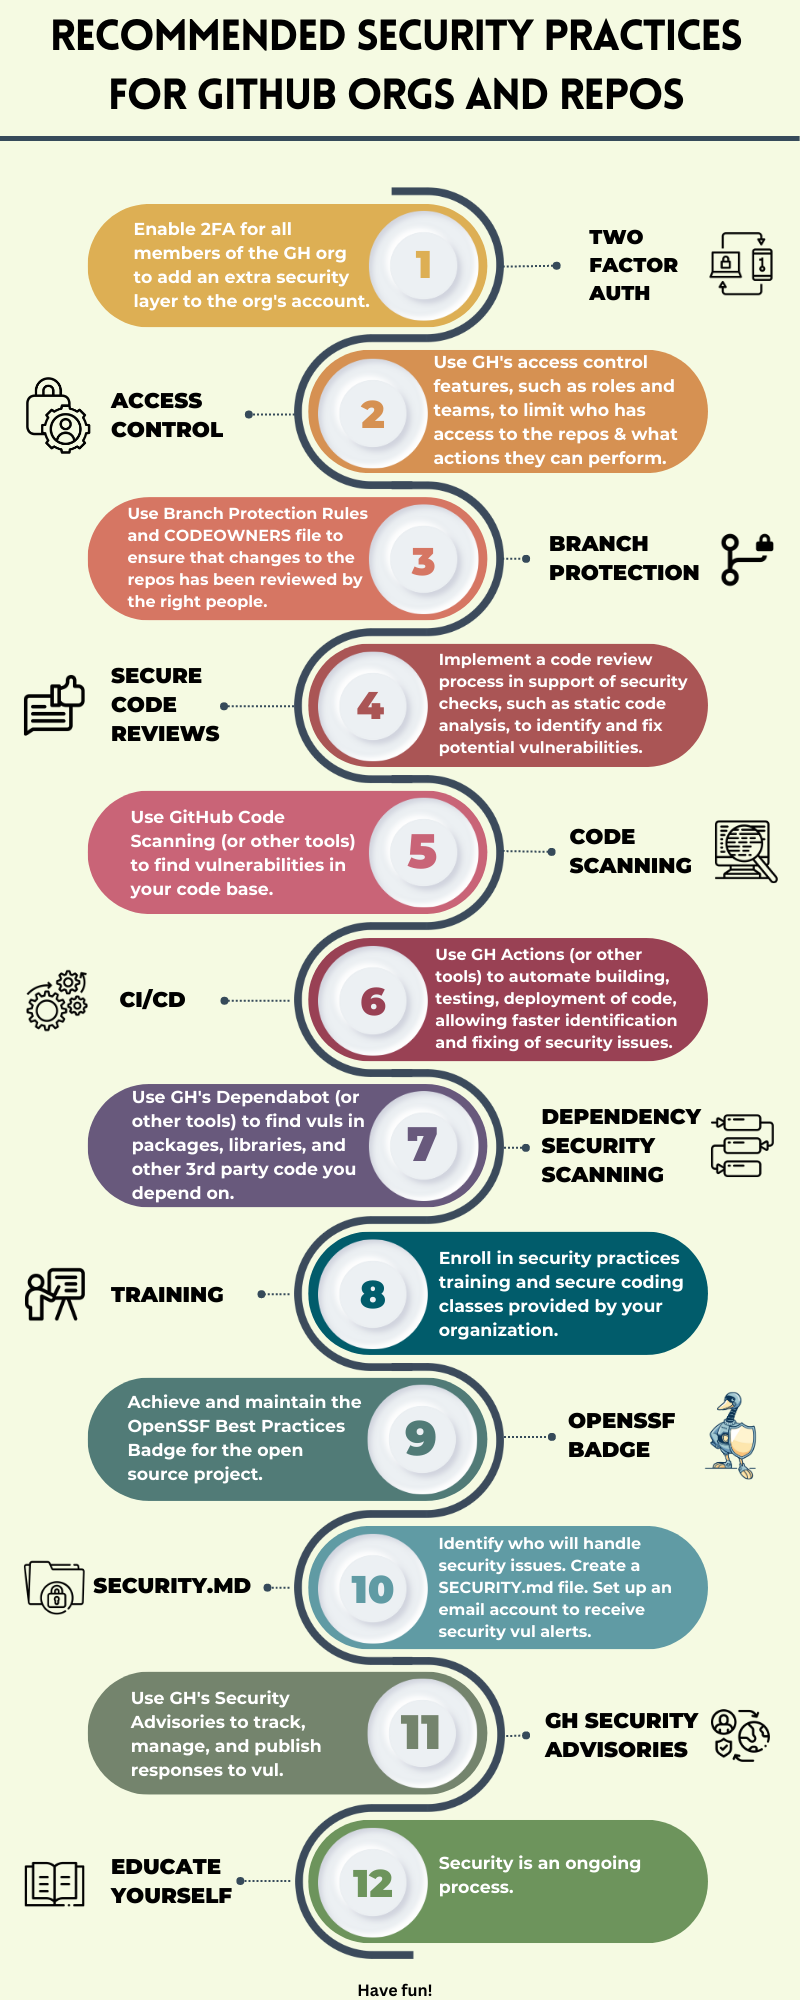 RECOMMENDED SECURITY PRACTICES
FOR GITHUB ORGS AND REPOS
Enable 2FA for all
members of the GH org
to add an extra security
layer to the org's account.
1
TWO
FACTOR
AUTH
ACCESS
CONTROL
2
Use GH's access control
features, such as roles and
teams, to limit who has
access to the repos & what
actions they can perform.
Use Branch Protection Rules
and CODEOWNERS file to
ensure that changes to the
repos has been reviewed by
the right people.
3
BRANCH
PROTECTION
SECURE
CODE
REVIEWS
4
Implement a code review
process in support of security
checks, such as static code
analysis, to identify and fix
potential vulnerabilities.
Use GitHub Code
Scanning (or other tools)
to find vulnerabilities in
your code base.
5
CODE
SCANNING
CI/CD
6
Use GH Actions (or other
tools) to automate building,
testing, deployment of code,
allowing faster identification
and fixing of security issues.
Use GH's Dependabot (or
other tools) to find vuls in
packages, libraries, and
other 3rd party code you
depend on.
7
DEPENDENCY
SECURITY
SCANNING
TRAINING
8
Enroll in security practices
training and secure coding
classes provided by your
organization.
Achieve and maintain the
OpenSSF Best Practices
Badge for the open
source project.
9
OPENSSF
BADGE
SECURITY.MD
10
Identify who will handle
security issues. Create a
SECURITY.md file. Set up an
email account to receive
security vul alerts.
Use GH's Security
Advisories to track,
manage, and publish
responses to vul.
11
GH SECURITY
ADVISORIES
EDUCATE
YOURSELF
12
Security is an ongoing
process.
Have fun!